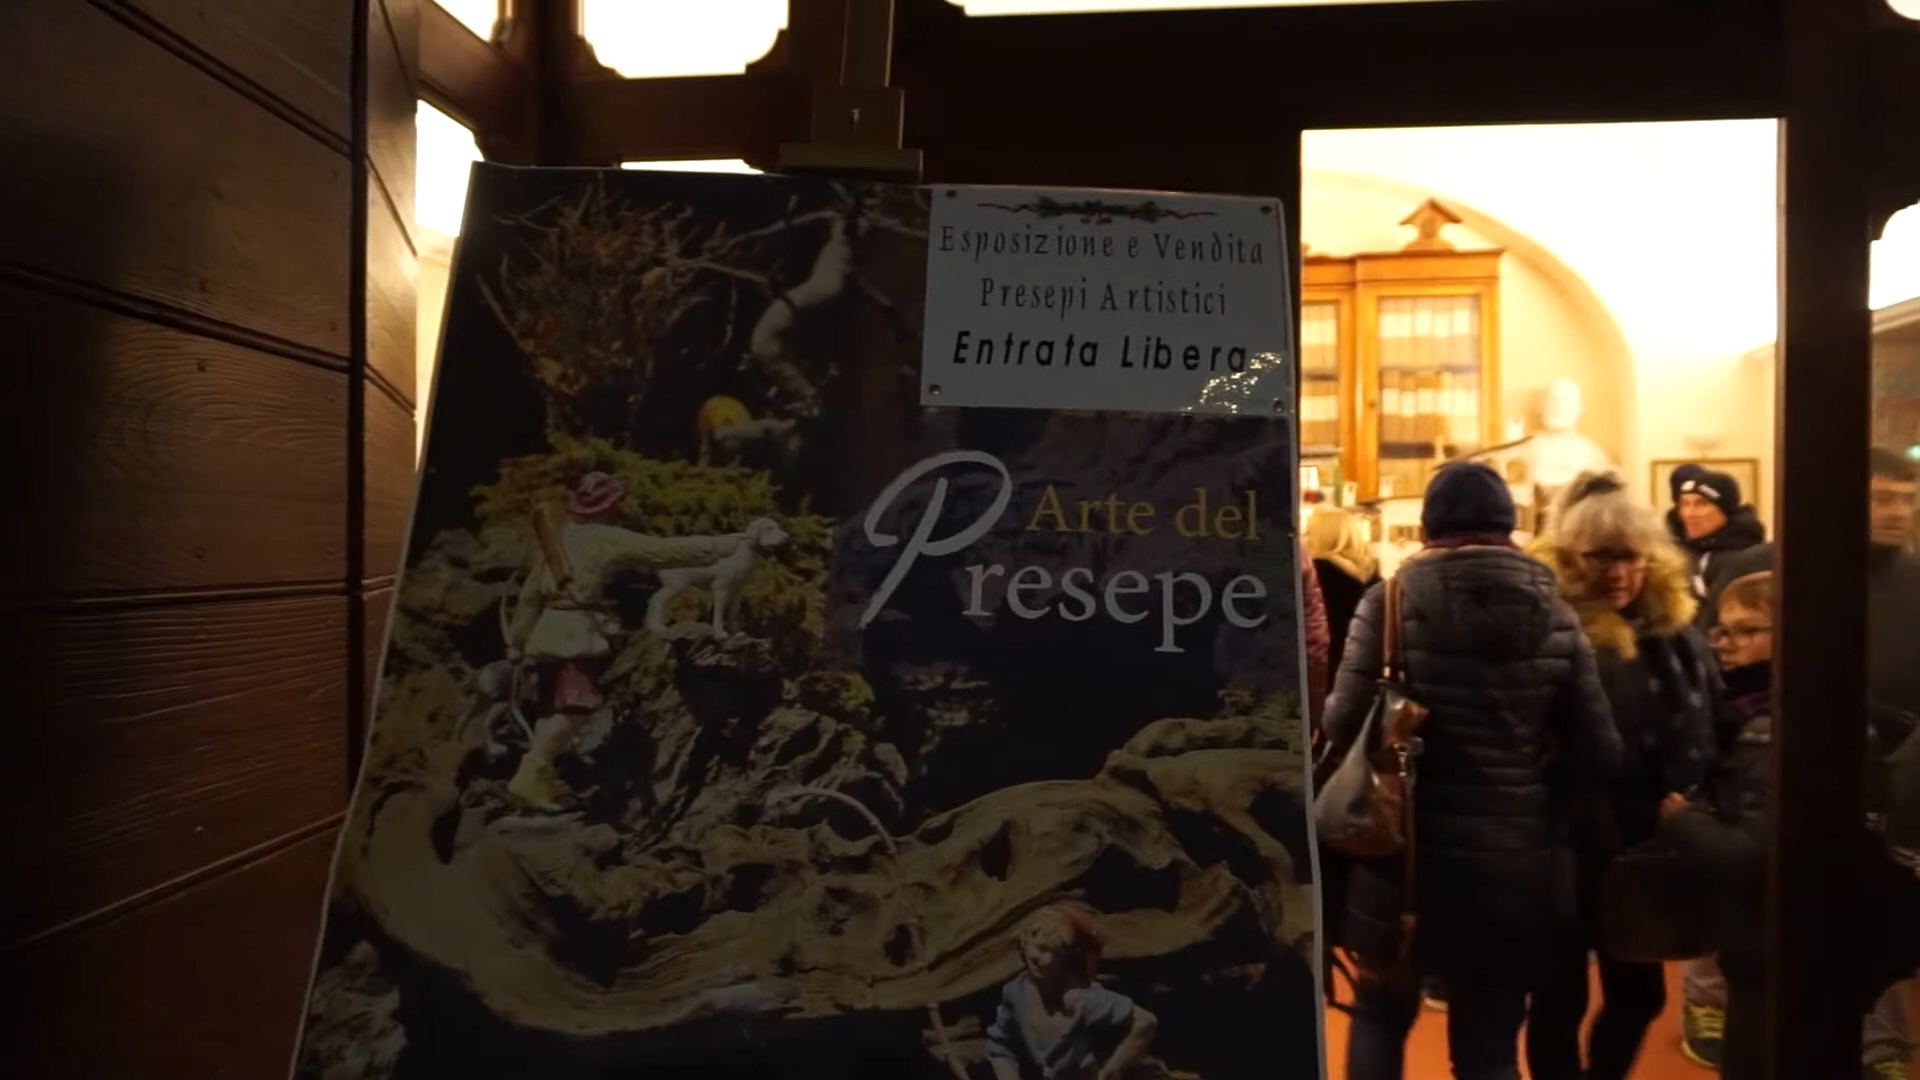 Esposizione e Vendita
Presepi Artistici
Entrata Libera
Arte del
Presepe